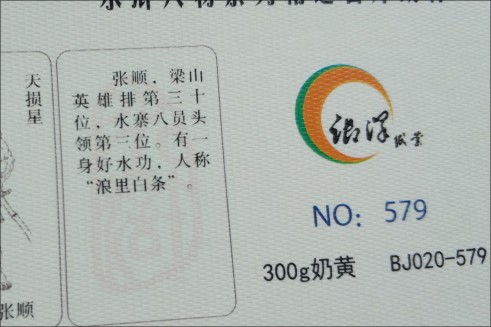 天损星
张顺，梁山
英雄排第三十
位，水寨八员头
领第三位。有一
身好水功，人称
“浪里白条”。
张顺
NO：579
300g奶黄 BJ020-579